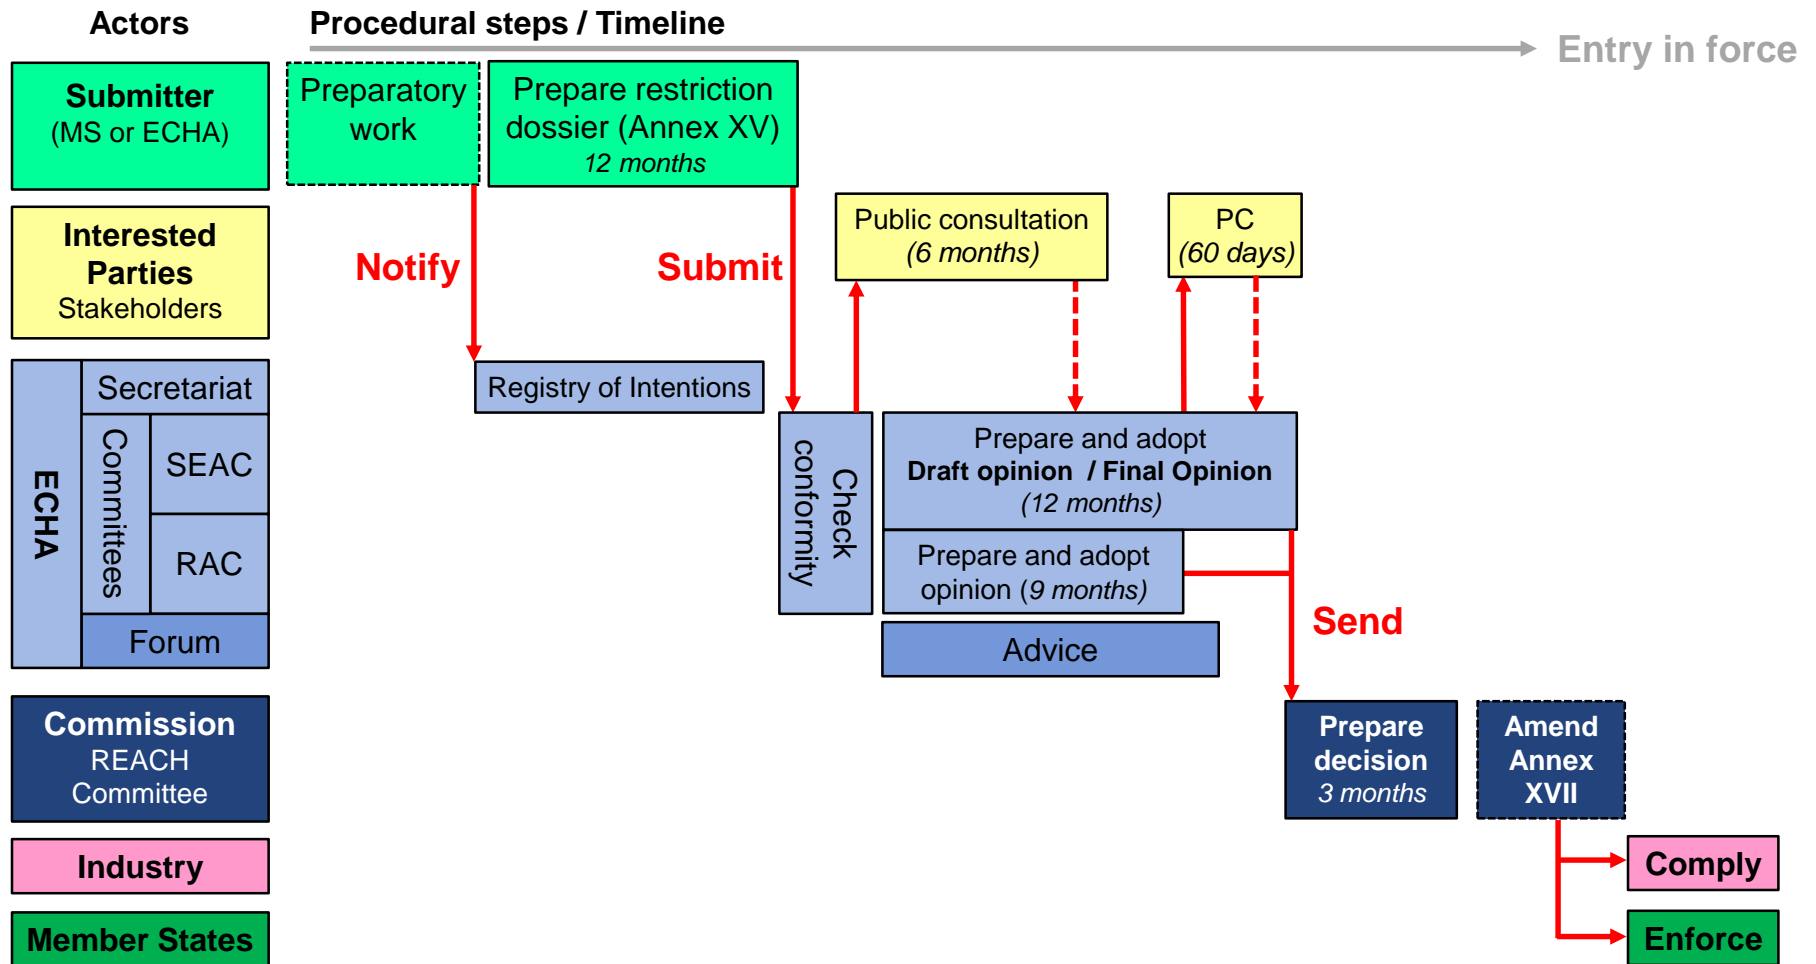 Actors
Procedural steps / Timeline
Entry in force
Submitter
(MS or ECHA)
Preparatory
work
Prepare restriction
dossier (Annex XV)
12 months
Interested
Parties
Stakeholders
Notify
Submit
Public consultation
(6 months)
PC
(60 days)
ECHA
Secretariat
Committees
SEAC
RAC
Forum
Registry of Intentions
Check
conformity
Prepare and adopt
Draft opinion / Final Opinion
(12 months)
Prepare and adopt
opinion (9 months)
Advice
Send
Commission
REACH
Committee
Prepare
decision
3 months
Amend
Annex
XVII
Industry
Comply
Member States
Enforce